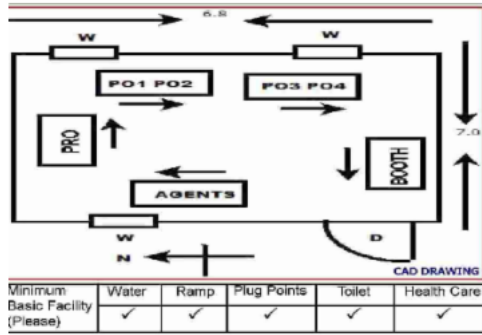 6.8
W
W
PO1 PO2
PO3 PO4
7.0
PRO
BOOTH
AGENTS
W
D
N
CAD DRAWING
Minimum Basic Facility (Please)
Water
Ramp
Plug Points
Toilet
Health Care
✓ ✓ ✓ ✓ ✓